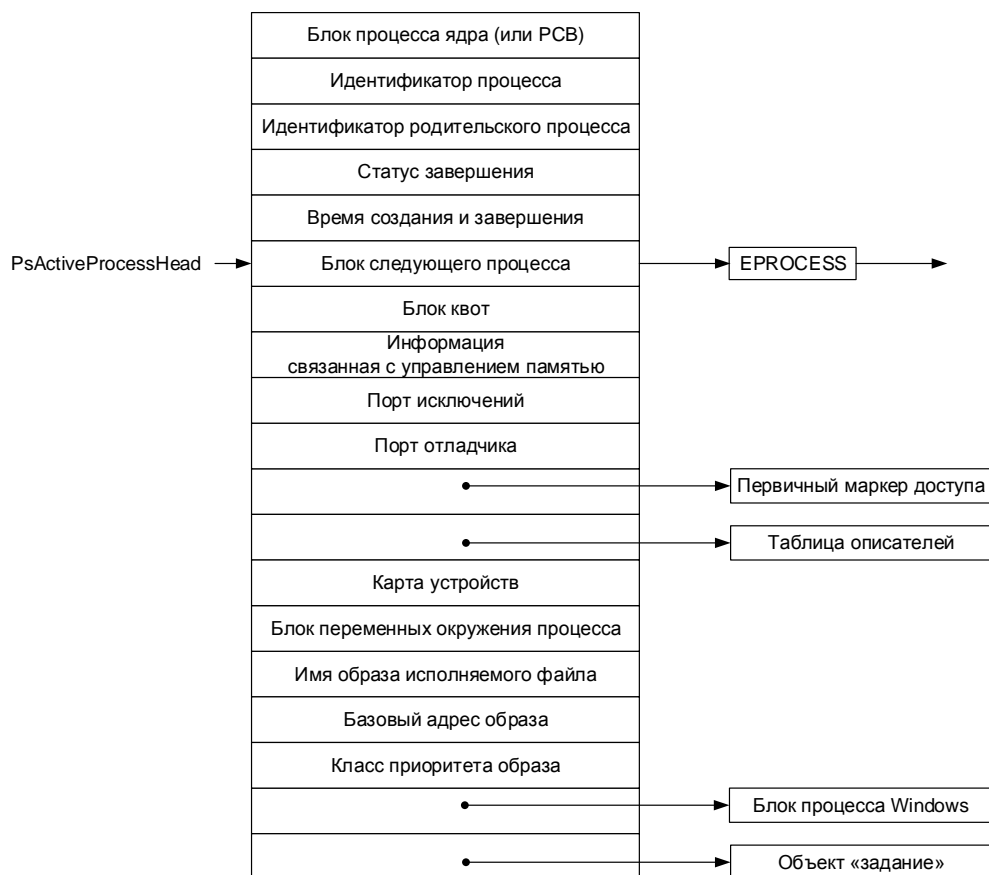 Блок процесса ядра (или PCB)
Идентификатор процесса
Идентификатор родительского процесса
Статус завершения
Время создания и завершения
PsActiveProcessHead
Блок следующего процесса
EPROCESS
Блок квот
Информация
связанная с управлением памятью
Порт исключений
Порт отладчика
Первичный маркер доступа
Таблица описателей
Карта устройств
Блок переменных окружения процесса
Имя образа исполняемого файла
Базовый адрес образа
Класс приоритета образа
Блок процесса Windows
Объект «задание»